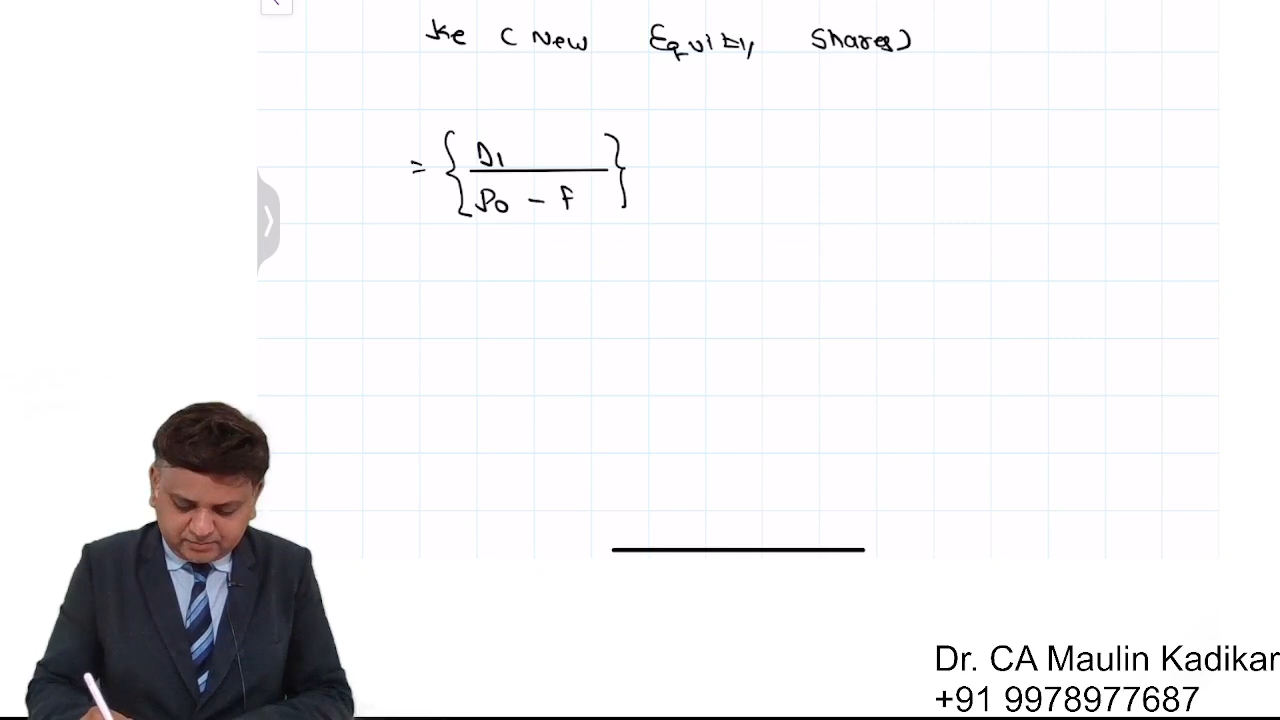 Ke ( New Equity Shares)
= { D1
P0 - F }
Dr. CA Maulin Kadikar
+91 9978977687